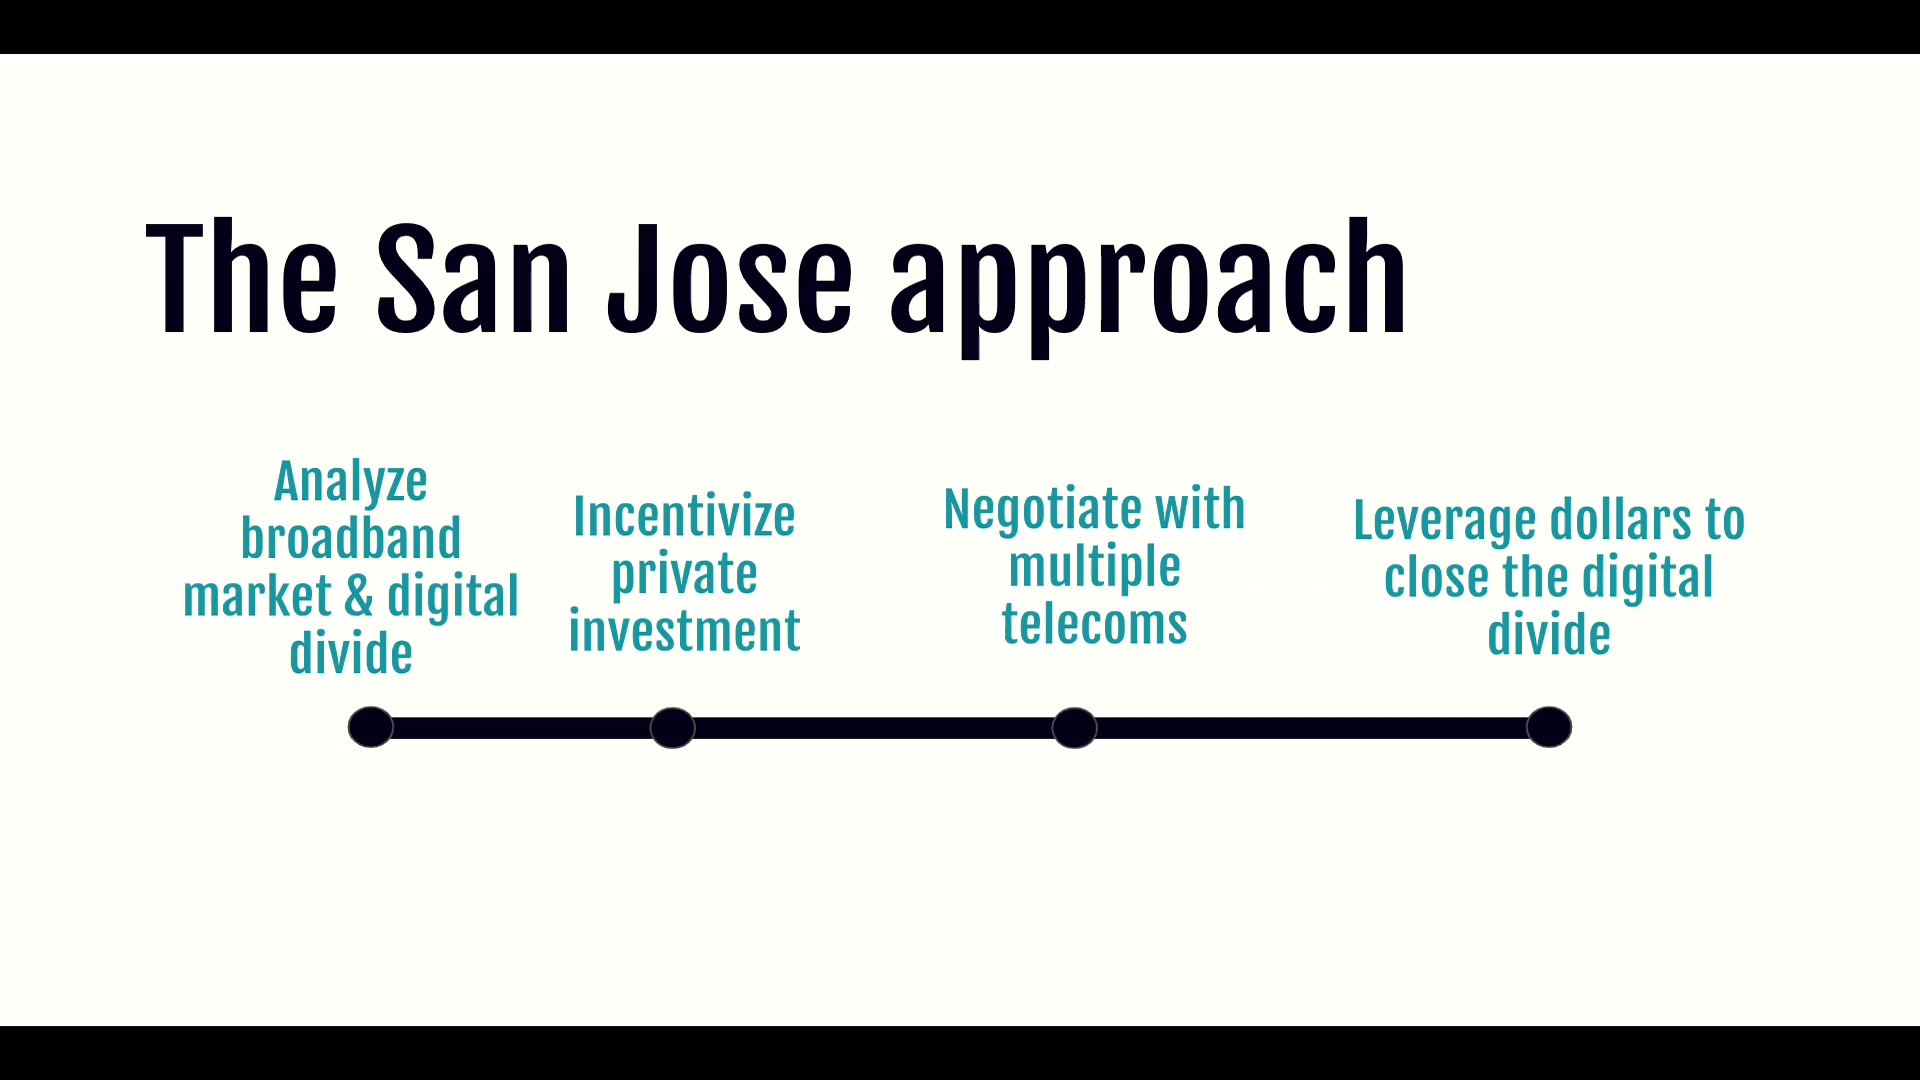 The San Jose approach
Analyze
broadband
market & digital
divide
Incentivize
private
investment
Negotiate with
multiple
telecoms
Leverage dollars to
close the digital
divide